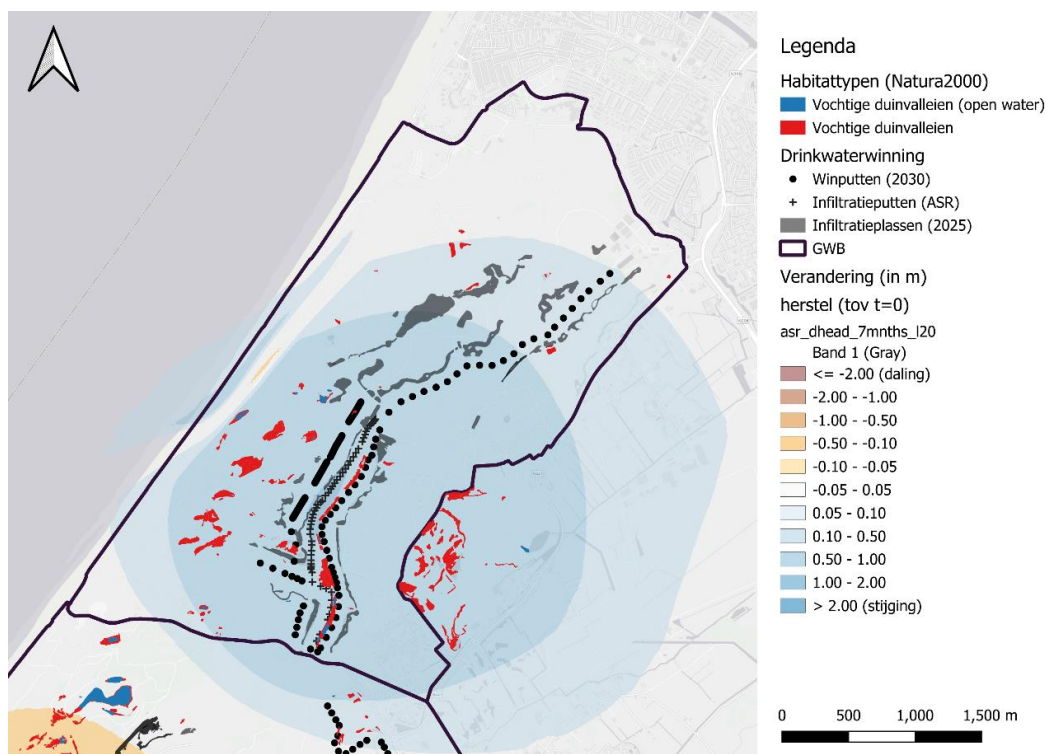 Legenda
Habitattypen (Natura2000)
Vochtige duinvalleien (open water)
Vochtige duinvalleien
Drinkwaterwinning
Winputten (2030)
Infiltratieputten (ASR)
Infiltratieplassen (2025)
GWB
Verandering (in m)
herstel (tov t=0)
asr_dhead_7mnths_l20
Band 1 (Gray)
<= -2.00 (daling)
-2.00 - -1.00
-1.00 - -0.50
-0.50 - -0.10
-0.10 - -0.05
-0.05 - 0.05
0.05 - 0.10
0.10 - 0.50
0.50 - 1.00
1.00 - 2.00
> 2.00 (stijging)
0 500 1,000 1,500 m